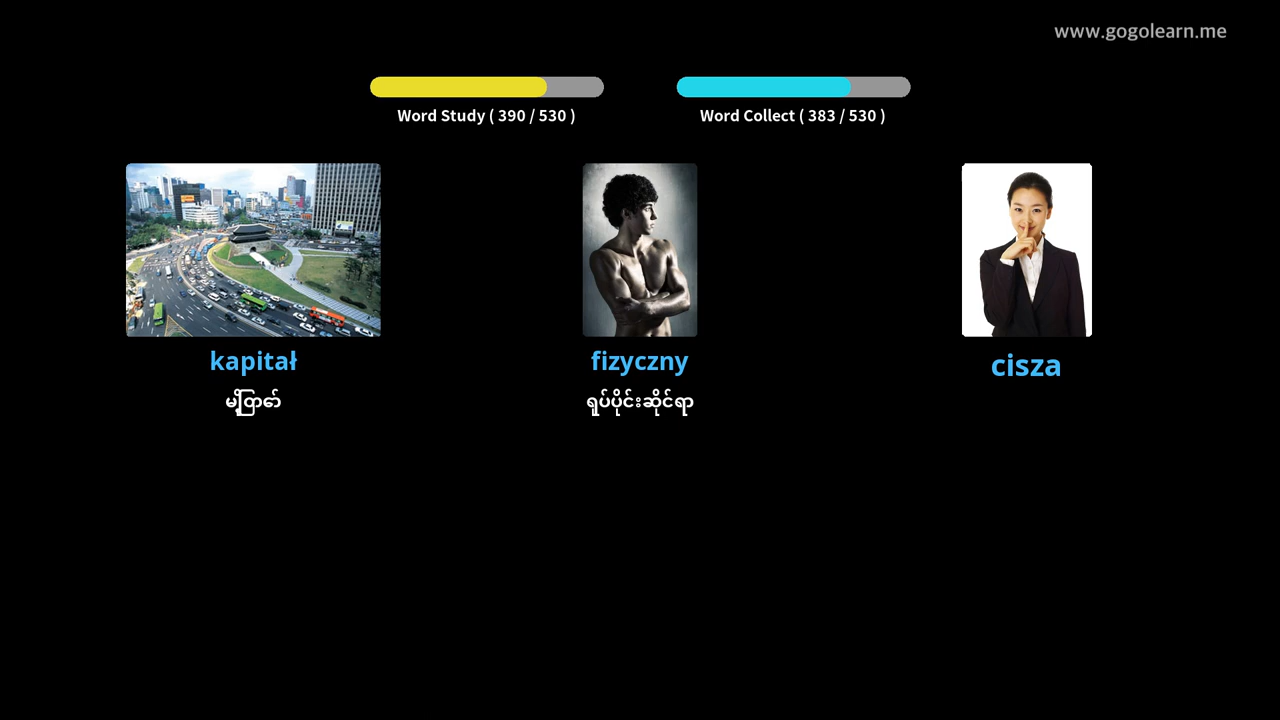 www.gogolearn.me
Word Study ( 390 / 530 )
Word Collect ( 383 / 530 )
kapitał
fizyczny
cisza
မြို့တော်
ရုပ်ပိုင်းဆိုင်ရာ